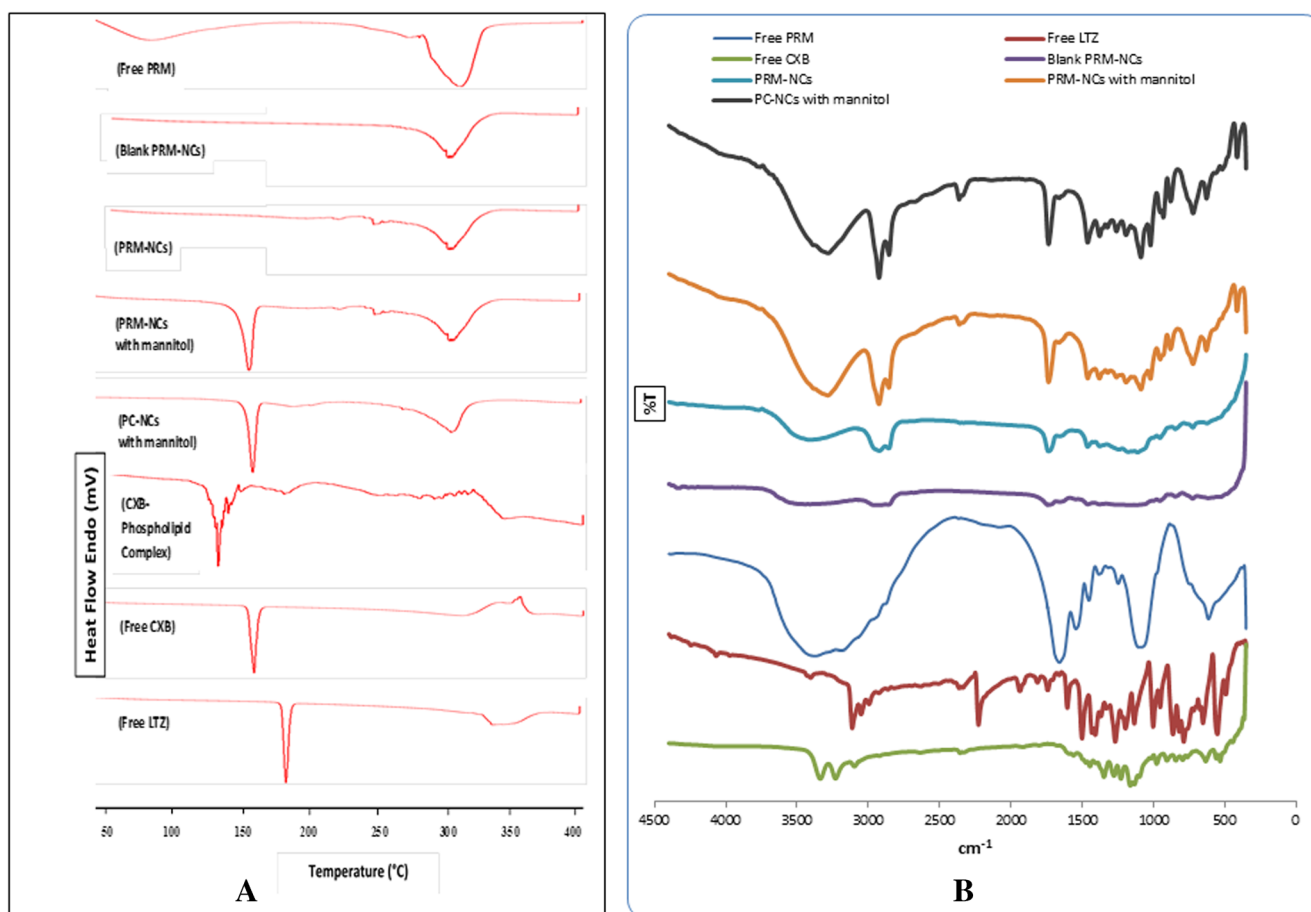 (Free PRM)
(Blank PRM-NCs)
(PRM-NCs)
(PRM-NCs
with mannitol)
(PC-NCs
with mannitol)
(CXB-
Phospholipid
Complex)
(Free CXB)
(Free LTZ)
Heat Flow Endo (mV)
50 100 150 200 250 300 350 400
Temperature (°C)
A
Free PRM
Free LTZ
Free CXB
Blank PRM-NCs
PRM-NCs
PRM-NCs with mannitol
PC-NCs with mannitol
%T
4500 4000 3500 3000 2500 2000 1500 1000 500 0
cm-1
B